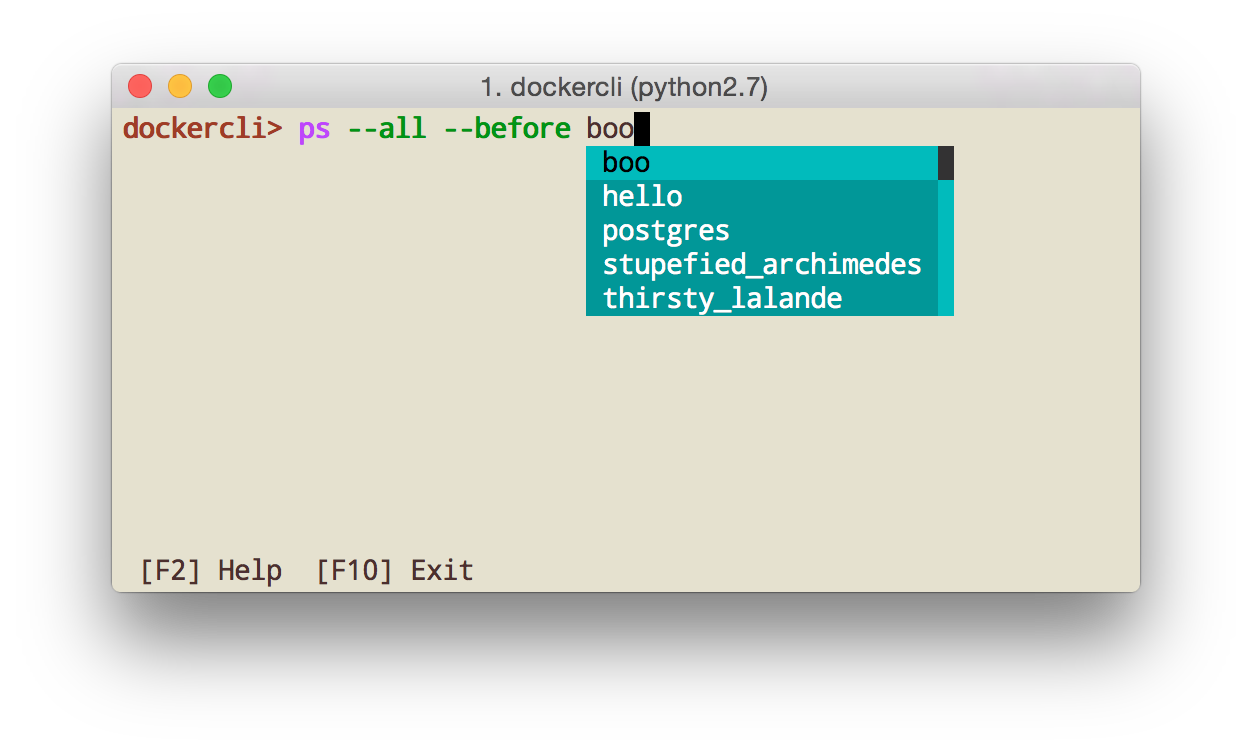 1. dockercli (python2.7)
dockercli> ps --all --before boo
boo
hello
postgres
stupefied_archimedes
thirsty_lalande
[F2] Help  [F10] Exit